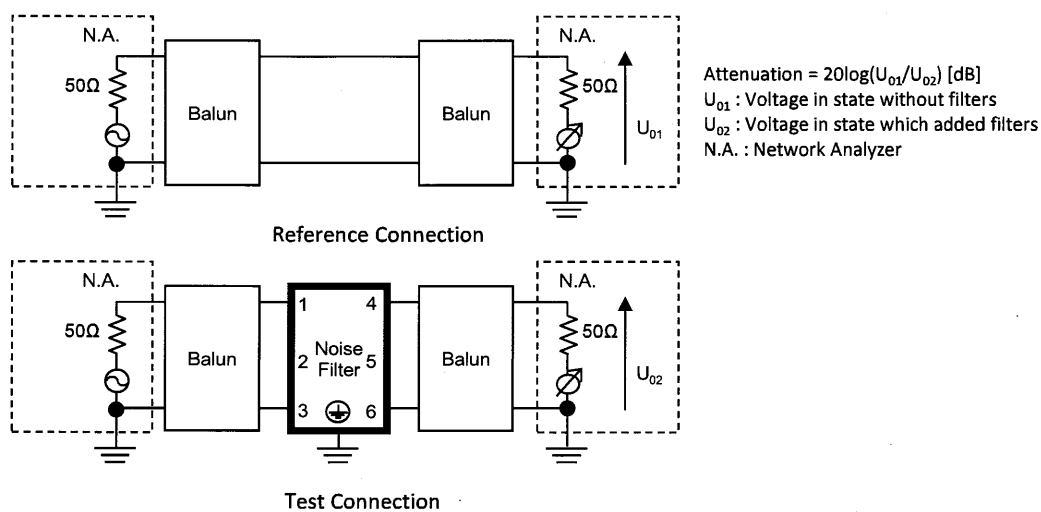 N.A.
N.A.
50Ω
Balun
Balun
50Ω
U01
Attenuation = 20log(U01/U02) [dB]
U01 : Voltage in state without filters
U02 : Voltage in state which added filters
N.A. : Network Analyzer
Reference Connection
N.A.
N.A.
1 4
50Ω
Balun
2 Noise Filter 5
Balun
50Ω
U02
3 6
Test Connection